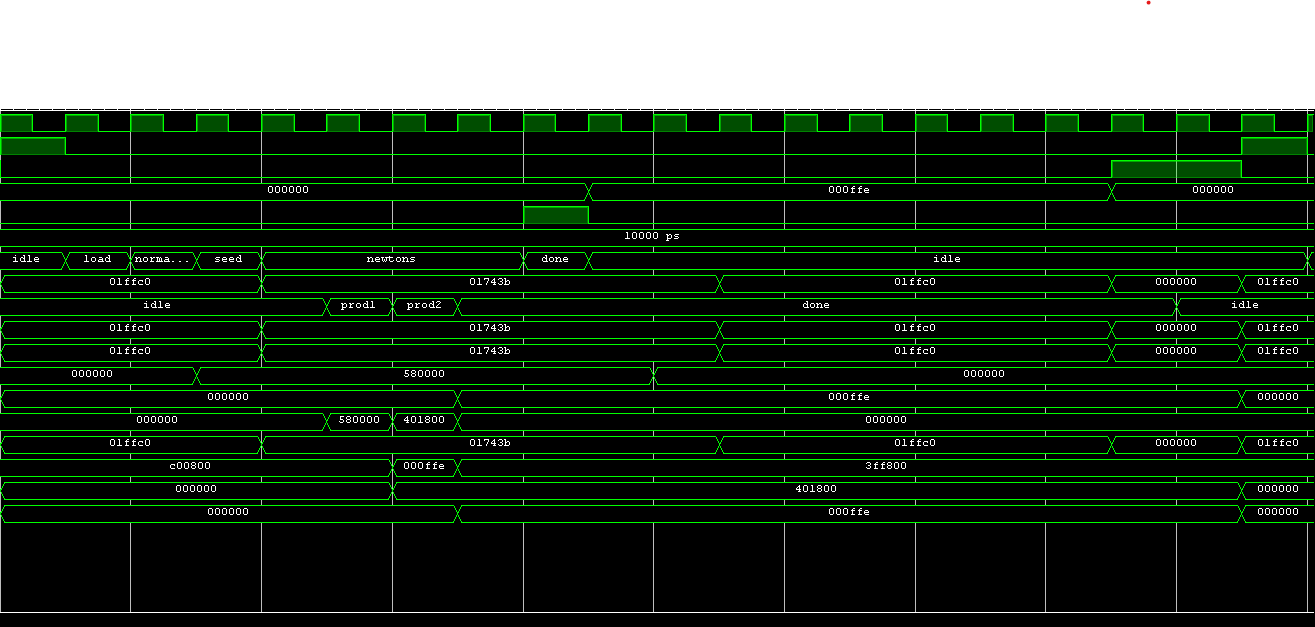 000000 000ffe 000000
10000 ps
idle load norma... seed newtons done idle
01ffc0 01743b 01ffc0 000000 01ffc0
idle prod1 prod2 done idle
01ffc0 01743b 01ffc0 000000 01ffc0
01ffc0 01743b 01ffc0 000000 01ffc0
000000 580000 000000
000000 000ffe 000000
000000 580000 401800 000000
01ffc0 01743b 01ffc0 000000 01ffc0
c00800 000ffe 3ff800
000000 401800 000000
000000 000ffe 000000